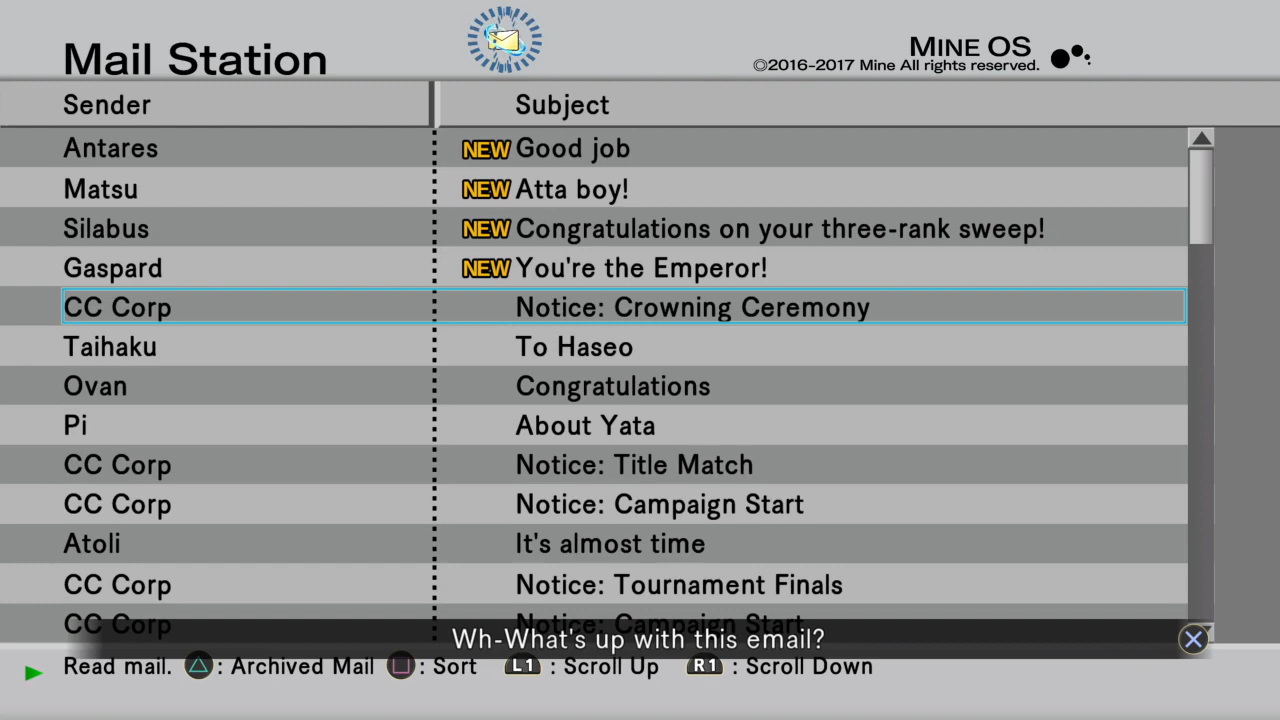 Mail Station
MINE OS
©2016-2017 Mine All rights reserved.
Sender Subject
Antares NEW Good job
Matsu NEW Atta boy!
Silabus NEW Congratulations on your three-rank sweep!
Gaspard NEW You're the Emperor!
CC Corp Notice: Crowning Ceremony
Taihaku To Haseo
Ovan Congratulations
Pi About Yata
CC Corp Notice: Title Match
CC Corp Notice: Campaign Start
Atoli It's almost time
CC Corp Notice: Tournament Finals
CC Corp Notice: Campaign Start
Wh-What's up with this email?
Read mail. : Archived Mail : Sort L1 : Scroll Up R1 : Scroll Down